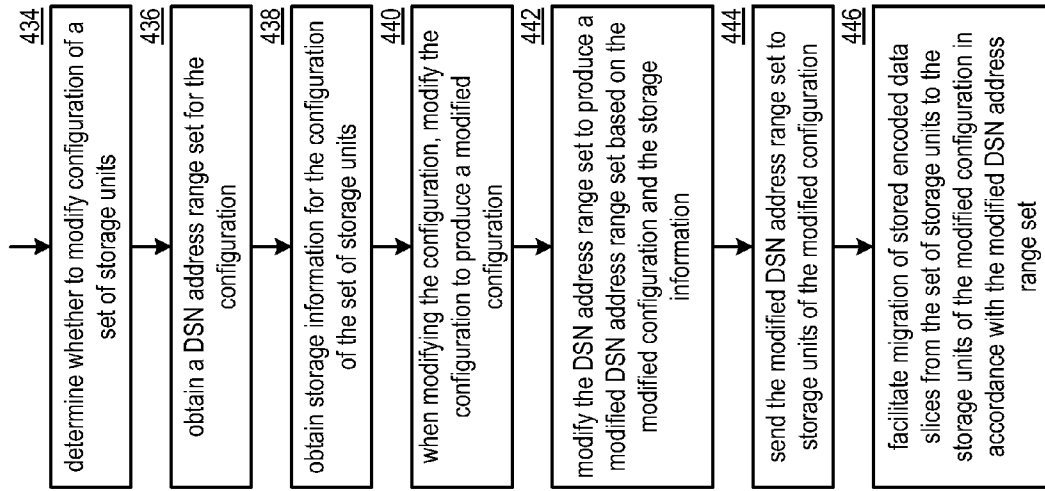 434
determine whether to modify configuration of a
set of storage units
436
obtain a DSN address range set for the
configuration
438
obtain storage information for the configuration
of the set of storage units
440
when modifying the configuration, modify the
configuration to produce a modified
configuration
442
modify the DSN address range set to produce a
modified DSN address range set based on the
modified configuration and the storage
information
444
send the modified DSN address range set to
storage units of the modified configuration
446
facilitate migration of stored encoded data
slices from the set of storage units to the
storage units of the modified configuration in
accordance with the modified DSN address
range set